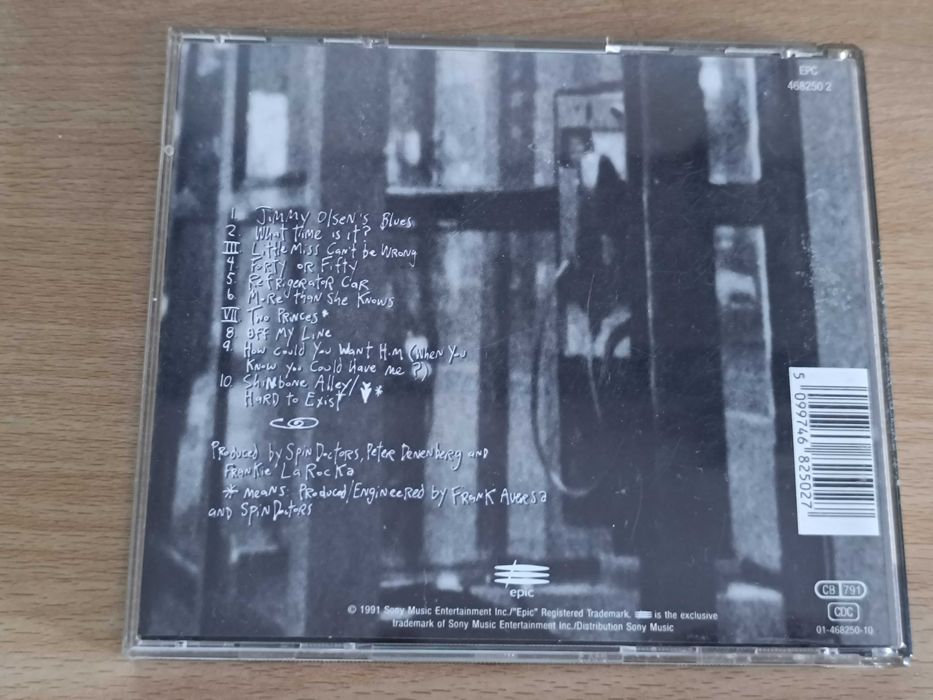 EPC
468250 2
1. Jimmy Olsen's Blues
2. What Time is it?
III. Little Miss Can't be Wrong
4. Forty or Fifty
5. Refrigerator Car
6. More than She Knows
VII. Two Princes*
8. Off My Line
9. How could You Want Him (When You
Know you Could Have me?)
10. Shinbone Alley/
Hard to Exist*
Produced by Spin Doctors, Peter Denenberg and
Frankie LaRocka
* means: Produced/Engineered by Frank Aversa
and Spin Doctors
5 099746 825027
epic
© 1991 Sony Music Entertainment Inc./"Epic" Registered Trademark. is the exclusive
trademark of Sony Music Entertainment Inc./Distribution Sony Music
CB 791
CDC
01-468250-10